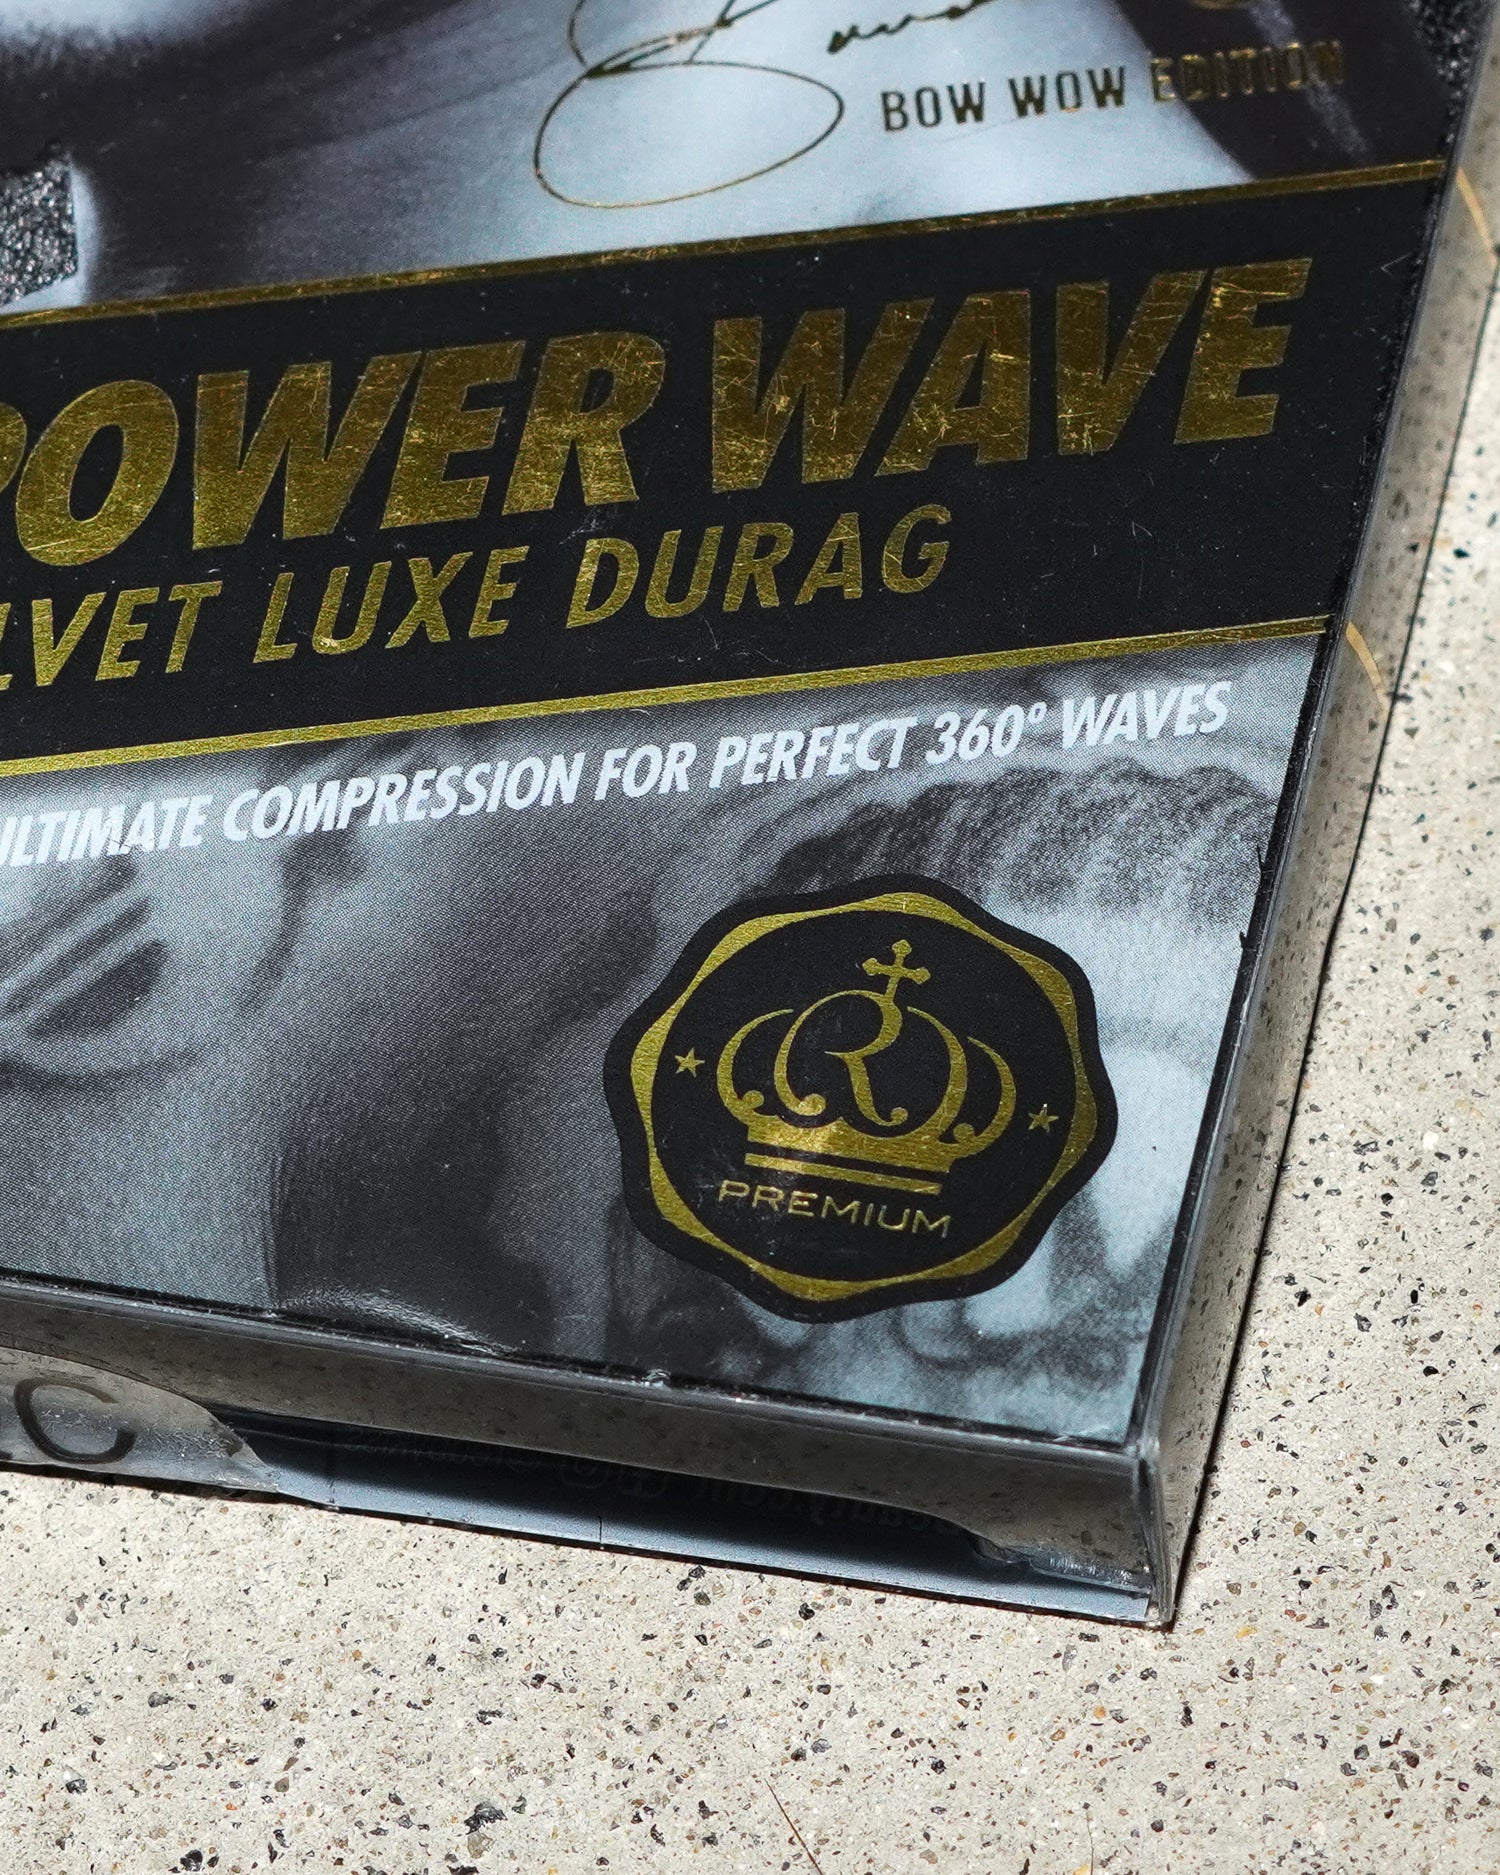 BOW WOW EDITION
POWER WAVE
LVET LUXE DURAG
ULTIMATE COMPRESSION FOR PERFECT 360° WAVES
R
PREMIUM
C